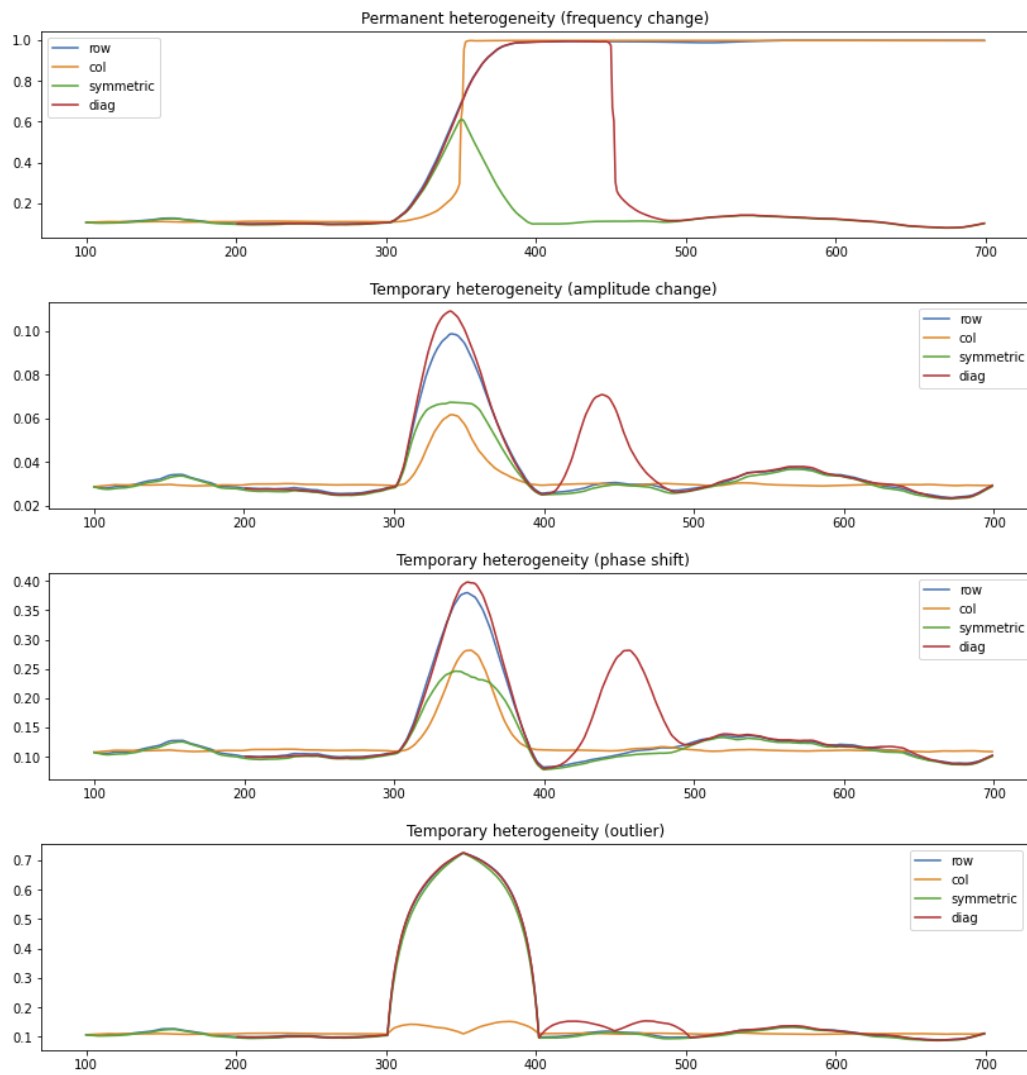 Permanent heterogeneity (frequency change)
1.0
0.8
0.6
0.4
0.2
row
col
symmetric
diag
100 200 300 400 500 600 700
Temporary heterogeneity (amplitude change)
0.10
0.08
0.06
0.04
0.02
row
col
symmetric
diag
100 200 300 400 500 600 700
Temporary heterogeneity (phase shift)
0.40
0.35
0.30
0.25
0.20
0.15
0.10
row
col
symmetric
diag
100 200 300 400 500 600 700
Temporary heterogeneity (outlier)
0.7
0.6
0.5
0.4
0.3
0.2
0.1
row
col
symmetric
diag
100 200 300 400 500 600 700